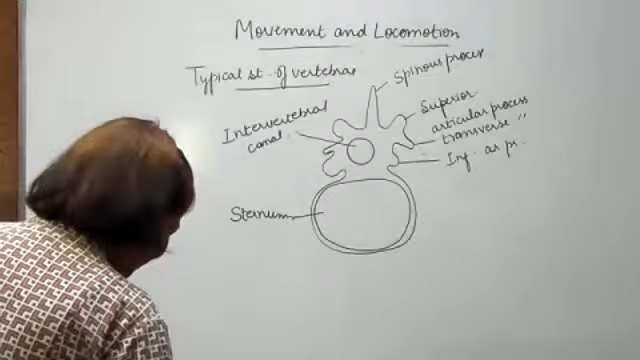 Movement and Locomotion
Typical st. of vertebrae
Spinous process
Superior
articular process
transverse "
Inf. ar pr.
Intervertebral
canal
Sternum